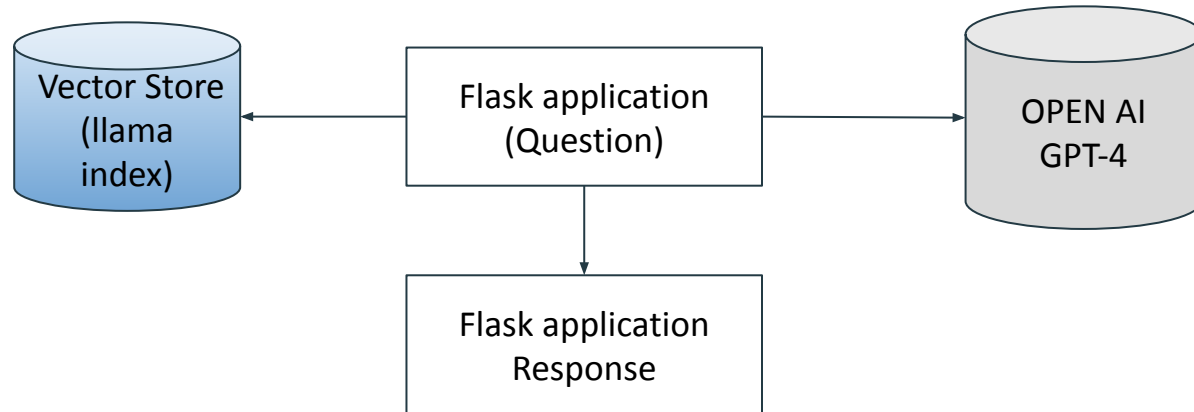 Vector Store
(llama
index)
Flask application
(Question)
OPEN AI
GPT-4
Flask application
Response